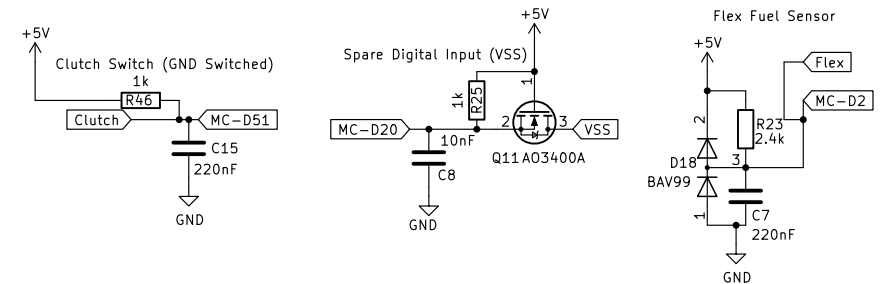 +5V
Clutch Switch (GND Switched)
1k
R46
Clutch
MC-D51
C15
220nF
GND
+5V
Spare Digital Input (VSS)
1
1k
R25
MC-D20
2
3
VSS
10nF
Q11 AO3400A
C8
GND
Flex Fuel Sensor
+5V
Flex
MC-D2
2
R23
2.4k
D18
3
BAV99
1
C7
220nF
GND